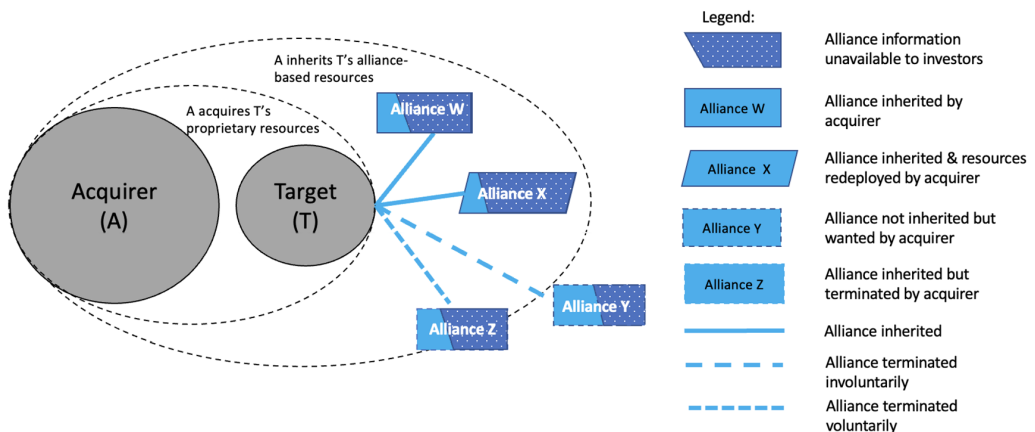 A inherits T's alliance-
based resources
A acquires T's
proprietary resources
Acquirer
(A)
Target
(T)
Alliance W
Alliance X
Alliance Y
Alliance Z
Legend:
Alliance information
unavailable to investors
Alliance W
Alliance inherited by
acquirer
Alliance X
Alliance inherited & resources
redeployed by acquirer
Alliance Y
Alliance not inherited but
wanted by acquirer
Alliance Z
Alliance inherited but
terminated by acquirer
Alliance inherited
Alliance terminated
involuntarily
Alliance terminated
voluntarily